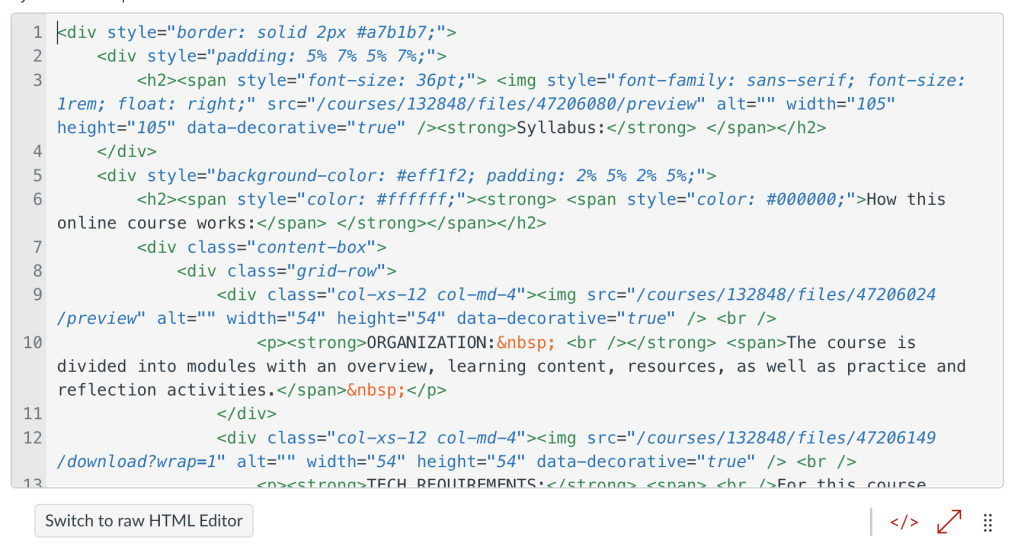 1 <div style="border: solid 2px #a7b1b7;">
2 <div style="padding: 5% 7% 5% 7%;">
3 <h2><span style="font-size: 36pt;"> <img style="font-family: sans-serif; font-size:
1rem; float: right;" src="/courses/132848/files/47206080/preview" alt="" width="105"
height="105" data-decorative="true" /><strong>Syllabus:</strong> </span></h2>
4 </div>
5 <div style="background-color: #eff1f2; padding: 2% 5% 2% 5%;">
6 <h2><span style="color: #ffffff;"><strong> <span style="color: #000000;">How this
online course works:</span> </strong></span></h2>
7 <div class="content-box">
8 <div class="grid-row">
9 <div class="col-xs-12 col-md-4"><img src="/courses/132848/files/47206024
/preview" alt="" width="54" height="54" data-decorative="true" /> <br />
10 <p><strong>ORGANIZATION:&nbsp; <br /></strong> <span>The course is
divided into modules with an overview, learning content, resources, as well as practice and
reflection activities.</span>&nbsp;</p>
11 </div>
12 <div class="col-xs-12 col-md-4"><img src="/courses/132848/files/47206149
/download?wrap=1" alt="" width="54" height="54" data-decorative="true" /> <br />
13 <p><strong>TECH REQUIREMENTS:</strong> <span> <br />For this course
Switch to raw HTML Editor
</>